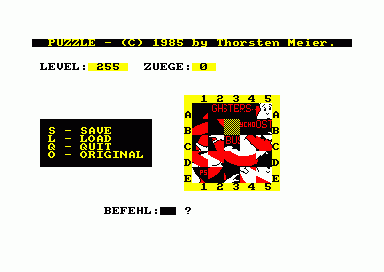 PUZZLE - (C) 1985 by Thorsten Meier.
LEVEL: 255 ZUEGE: 0
1 2 3 4 5
A A
B B
C C
D D
E E
1 2 3 4 5
S - SAVE
L - LOAD
Q - QUIT
O - ORIGINAL
BEFEHL: ?